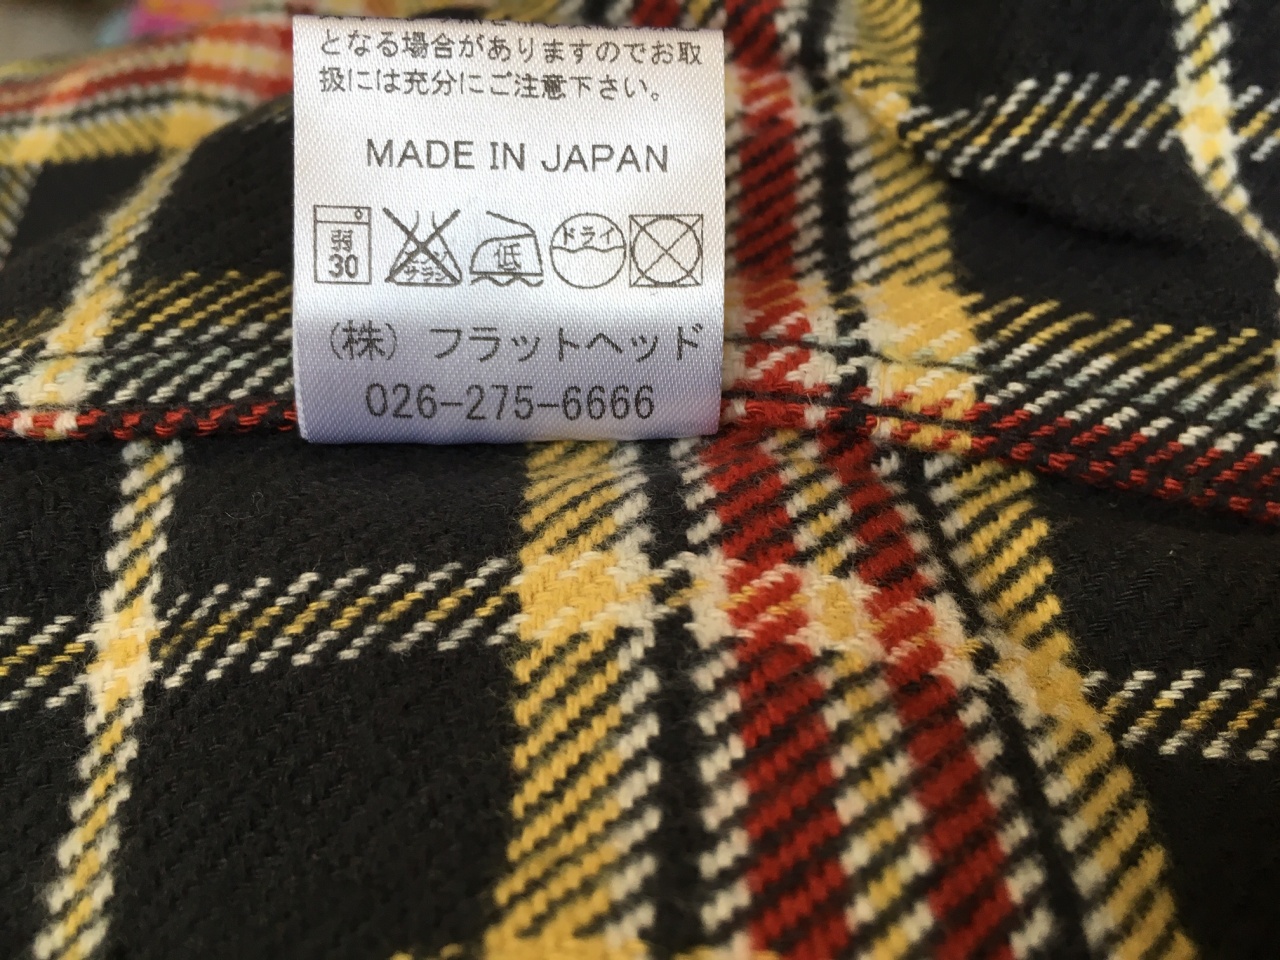 となる場合がありますのでお取
扱には充分にご注意下さい。
MADE IN JAPAN
弱 30 サラシ 低 ドライ
(株) フラットヘッド
026-275-6666